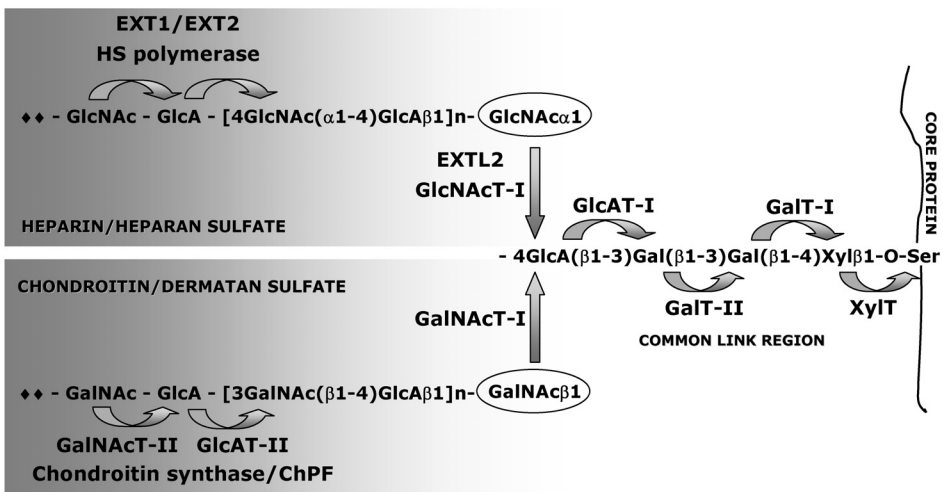 EXT1/EXT2
HS polymerase
♦♦ - GlcNAc - GlcA - [4GlcNAc(α1-4)GlcAβ1]n- GlcNAcα1
EXTL2
GlcNAcT-I
HEPARIN/HEPARAN SULFATE
GlcAT-I
GalT-I
CORE PROTEIN
- 4GlcA(β1-3)Gal(β1-3)Gal(β1-4)Xylβ1-O-Ser
GalT-II
XylT
COMMON LINK REGION
CHONDROITIN/DERMATAN SULFATE
GalNAcT-I
♦♦ - GalNAc - GlcA - [3GalNAc(β1-4)GlcAβ1]n- GalNAcβ1
GalNAcT-II GlcAT-II
Chondroitin synthase/ChPF